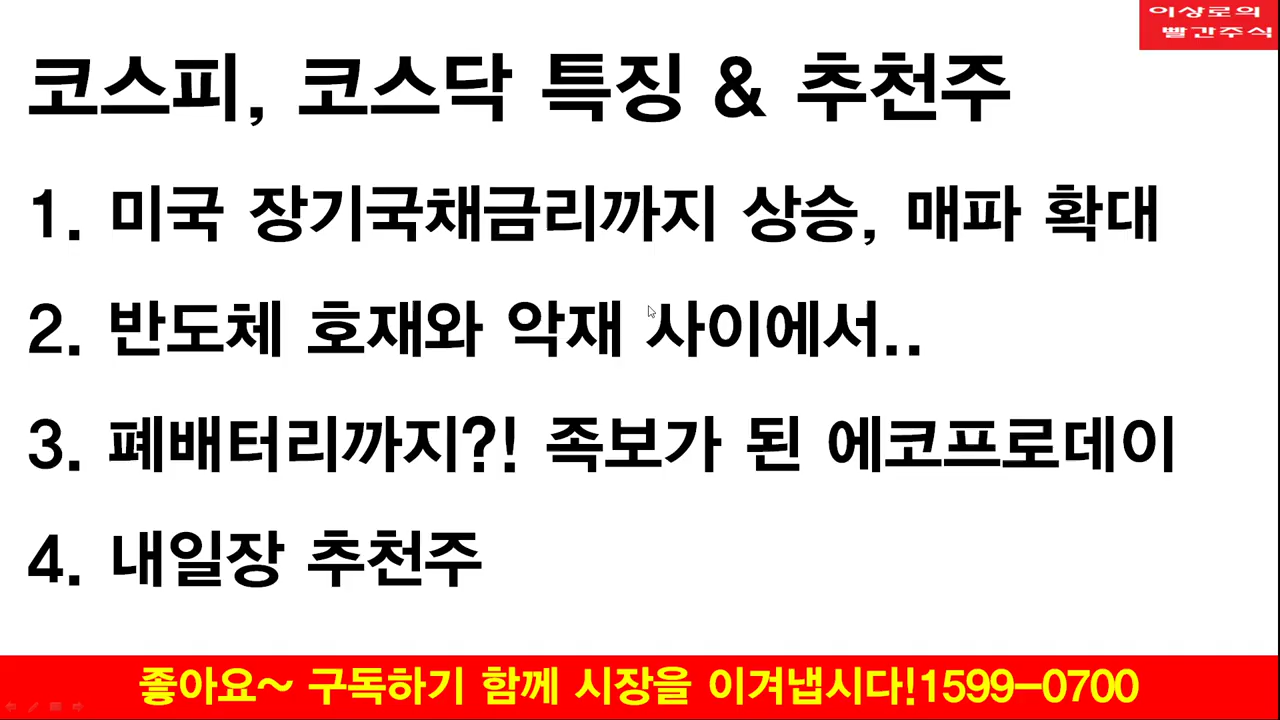 이상로의
빨간주식
코스피, 코스닥 특징 & 추천주
1. 미국 장기국채금리까지 상승, 매파 확대
2. 반도체 호재와 악재 사이에서..
3. 폐배터리까지?! 족보가 된 에코프로데이
4. 내일장 추천주
좋아요~ 구독하기 함께 시장을 이겨냅시다!1599-0700